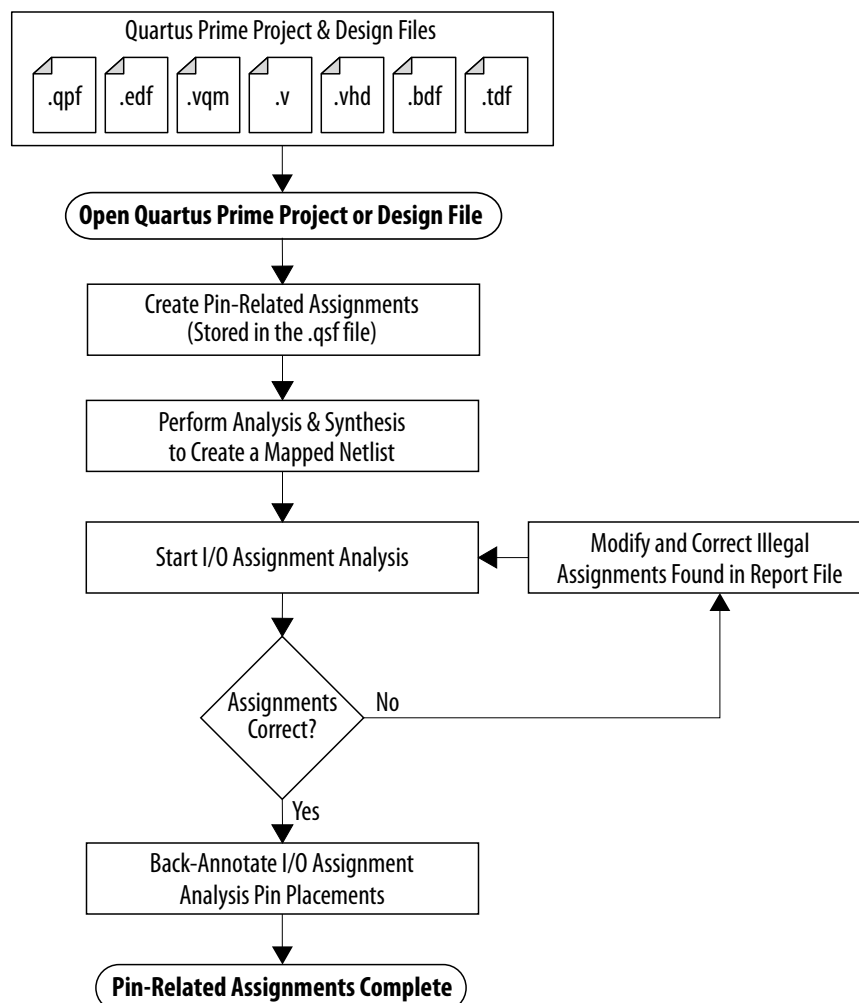 Quartus Prime Project & Design Files
.qpf .edf .vqm .v .vhd .bdf .tdf
Open Quartus Prime Project or Design File
Create Pin-Related Assignments
(Stored in the .qsf file)
Perform Analysis & Synthesis
to Create a Mapped Netlist
Start I/O Assignment Analysis
Modify and Correct Illegal
Assignments Found in Report File
Assignments
Correct?
No
Yes
Back-Annotate I/O Assignment
Analysis Pin Placements
Pin-Related Assignments Complete